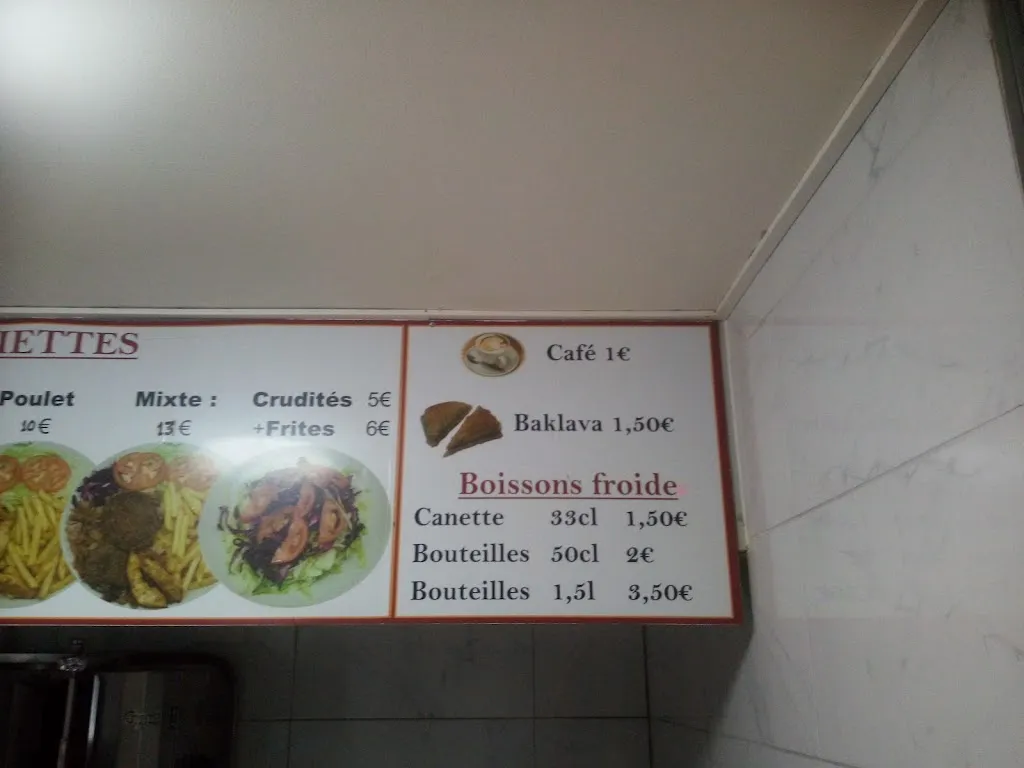 IETTES
Poulet
10€
Mixte :
13€
Crudités 5€
+Frites 6€
Café 1€
Baklava 1,50€
Boissons froide
Canette 33cl 1,50€
Bouteilles 50cl 2€
Bouteilles 1,5l 3,50€